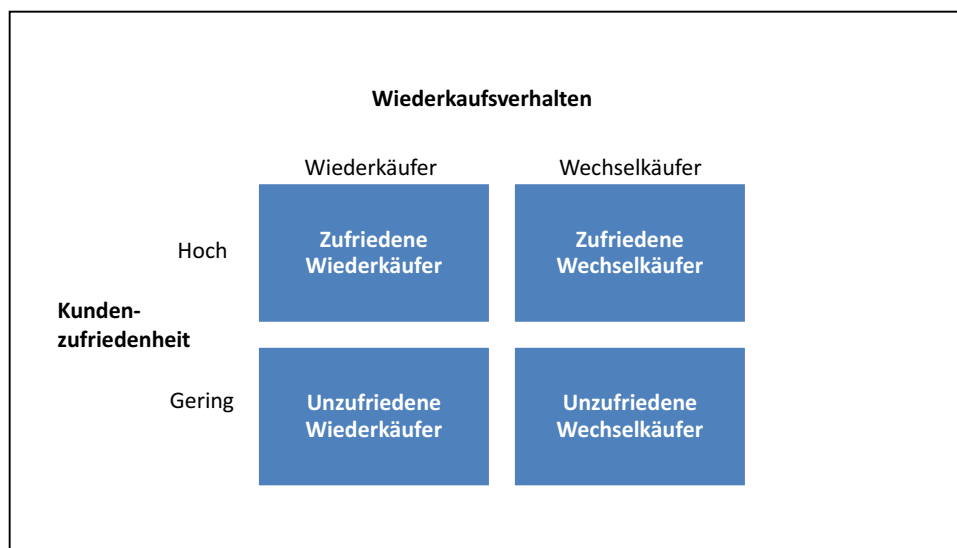 Wiederkaufsverhalten
Wiederkäufer
Wechselkäufer
Hoch
Zufriedene
Wiederkäufer
Zufriedene
Wechselkäufer
Kunden-
zufriedenheit
Gering
Unzufriedene
Wiederkäufer
Unzufriedene
Wechselkäufer